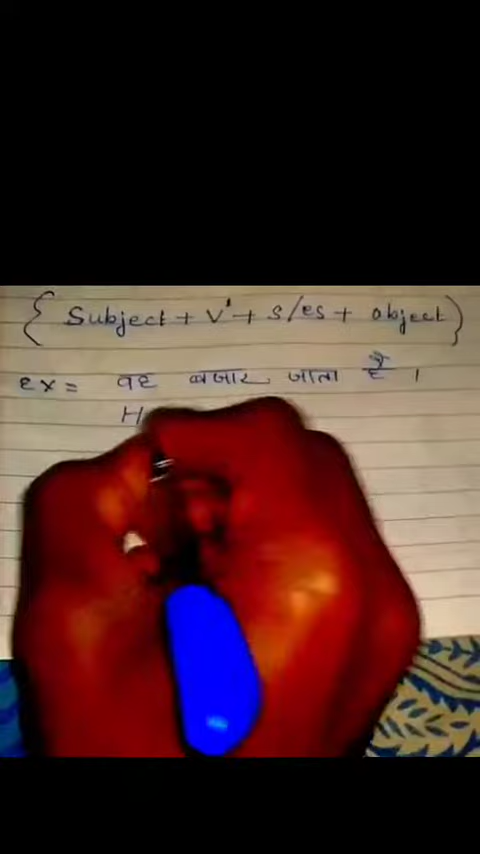 { Subject + V¹ + s/es + object }
ex = वह बजार जाता है ।
H